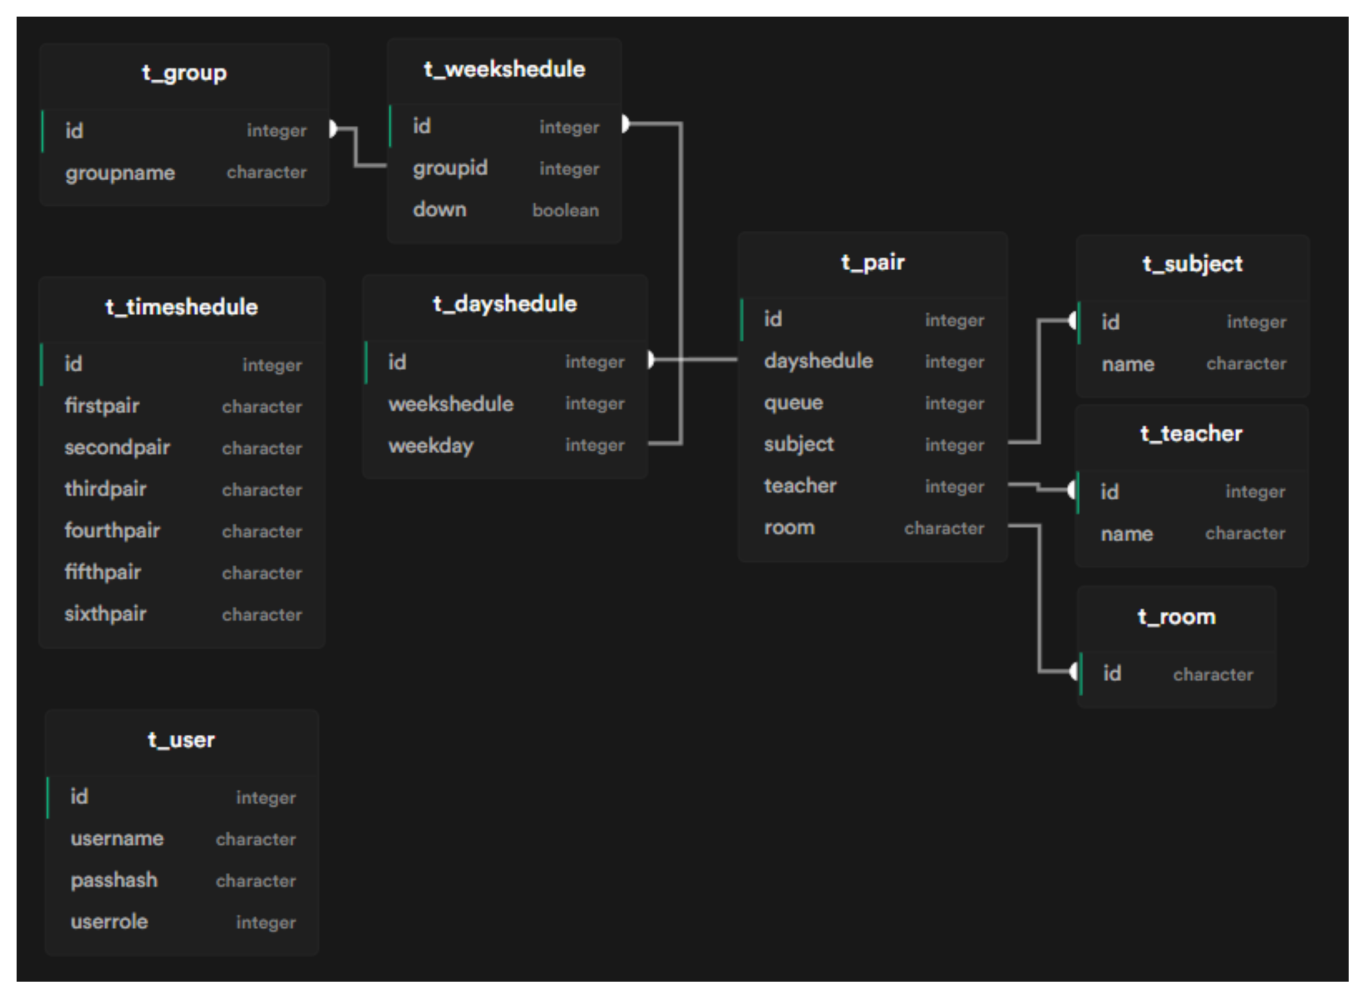 t_group
id integer
groupname character
t_weekshedule
id integer
groupid integer
down boolean
t_timeshedule
id integer
firstpair character
secondpair character
thirdpair character
fourthpair character
fifthpair character
sixthpair character
t_dayshedule
id integer
weekshedule integer
weekday integer
t_pair
id integer
dayshedule integer
queue integer
subject integer
teacher integer
room character
t_subject
id integer
name character
t_teacher
id integer
name character
t_room
id character
t_user
id integer
username character
passhash character
userrole integer